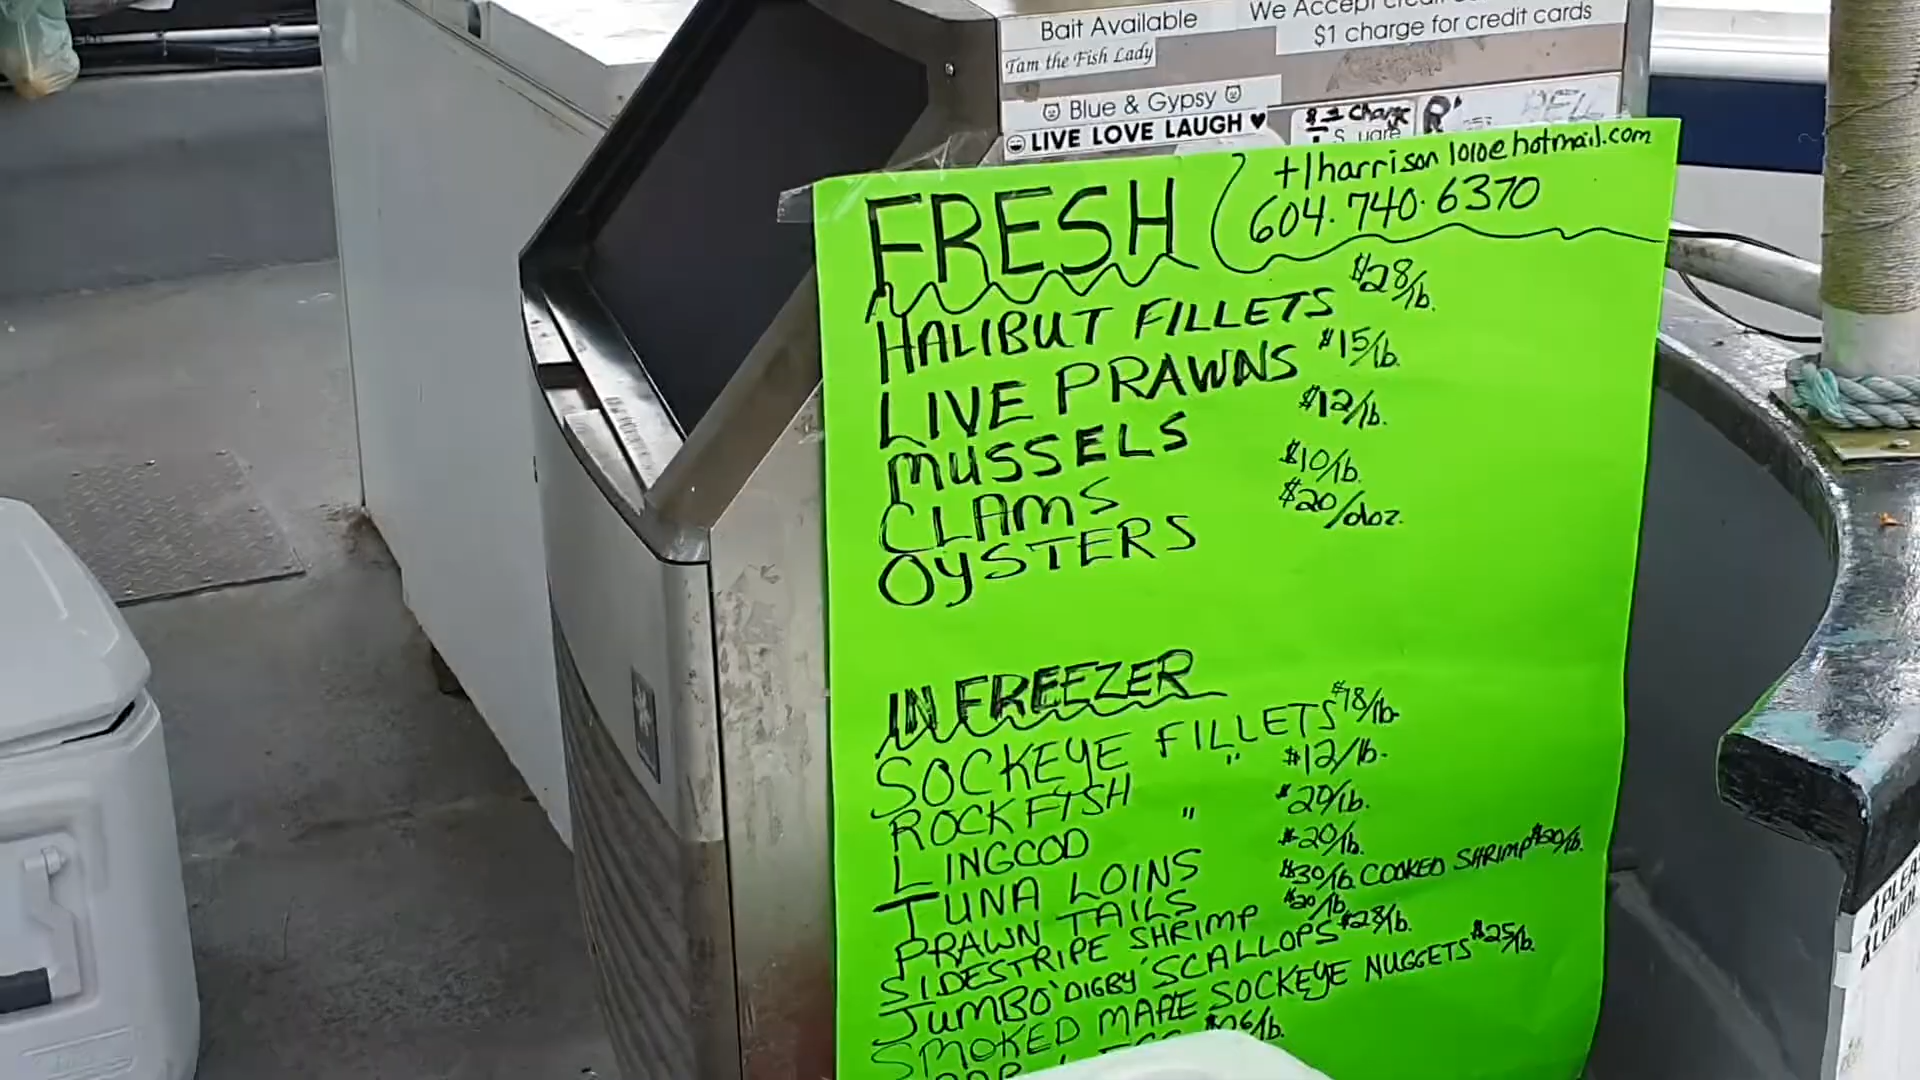 Bait Available
We Accept
$1 charge for credit cards
Tam the Fish Lady
Blue & Gypsy
LIVE LOVE LAUGH
$1 charge
FRESH
tlharrison1010@hotmail.com
604.740.6370
HALIBUT FILLETS $28/lb.
LIVE PRAWNS $15/lb.
MUSSELS $12/lb.
CLAMS $10/lb.
OYSTERS $20/doz.
IN FREEZER
SOCKEYE FILLETS $18/lb.
ROCKFISH " $12/lb.
LINGCOD " $20/lb.
TUNA LOINS $20/lb.
PRAWN TAILS $30/lb. COOKED SHRIMP $20/lb.
SIDESTRIPE SHRIMP $20/lb.
JUMBO "DIGBY" SCALLOPS $28/lb.
SMOKED MAPLE SOCKEYE NUGGETS $25/lb.